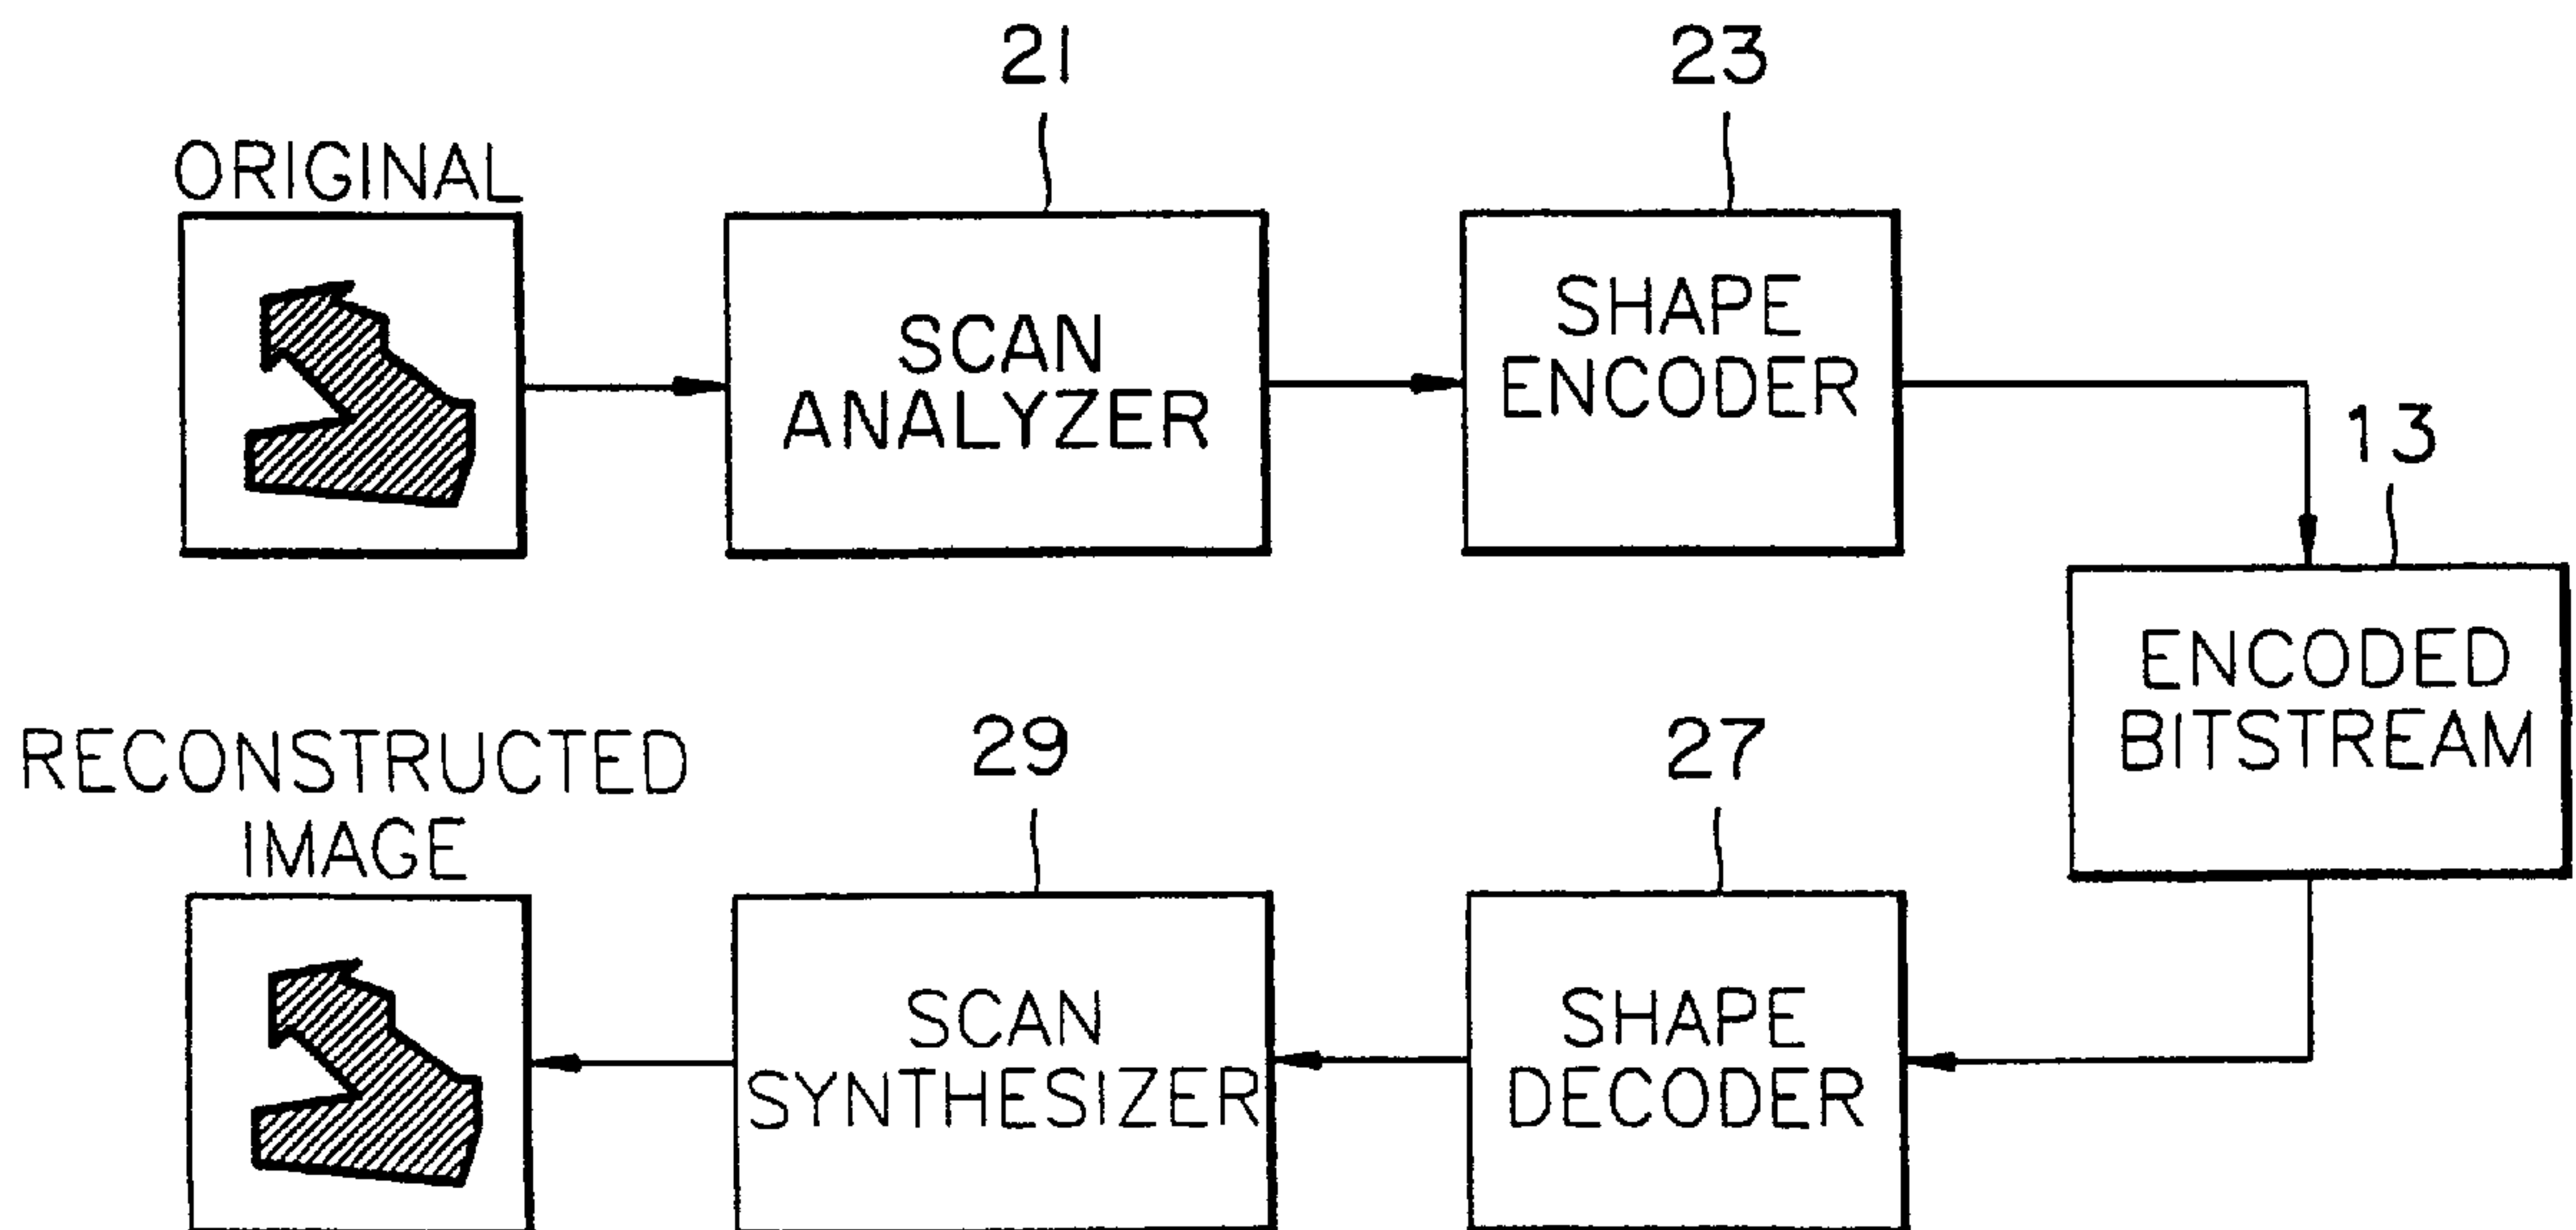 21
23
ORIGINAL
SCAN
ANALYZER
SHAPE
ENCODER
13
ENCODED
BITSTREAM
RECONSTRUCTED
IMAGE
29
27
SCAN
SYNTHESIZER
SHAPE
DECODER